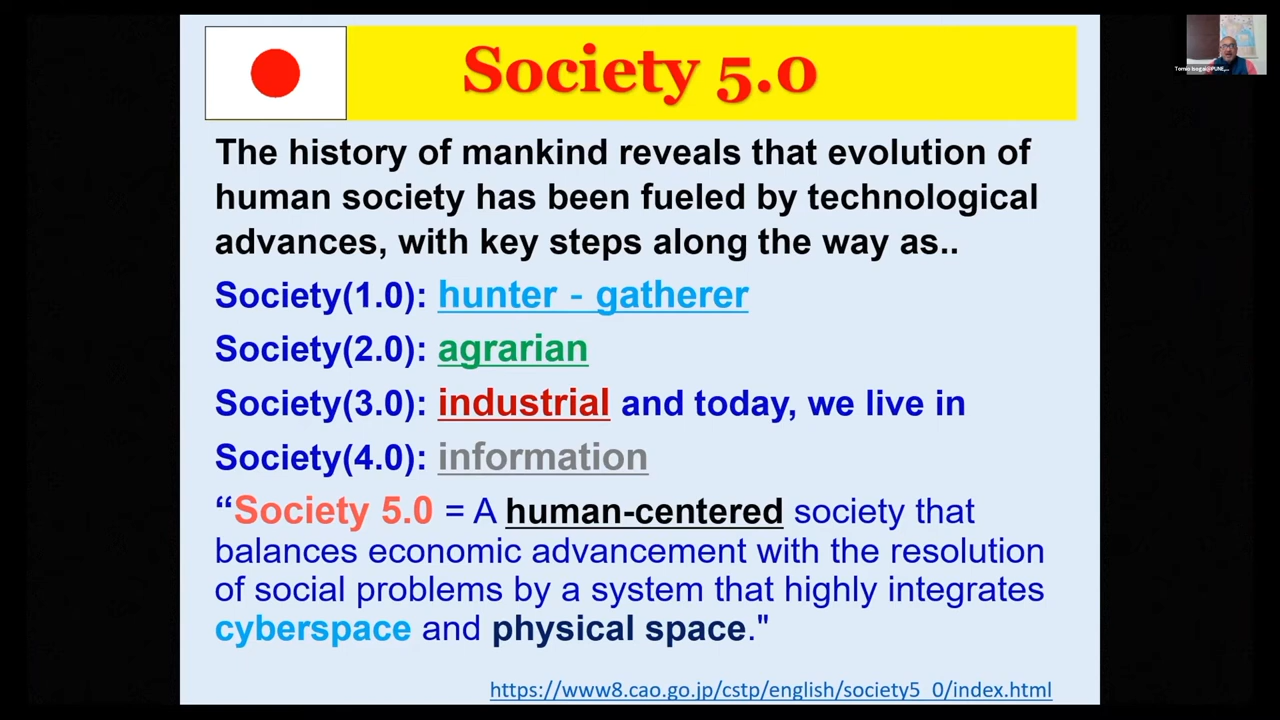 Society 5.0
Tomio Isogai@PUNE,...
The history of mankind reveals that evolution of
human society has been fueled by technological
advances, with key steps along the way as..
Society(1.0): hunter - gatherer
Society(2.0): agrarian
Society(3.0): industrial and today, we live in
Society(4.0): information
“Society 5.0 = A human-centered society that
balances economic advancement with the resolution
of social problems by a system that highly integrates
cyberspace and physical space."
https://www8.cao.go.jp/cstp/english/society5_0/index.html